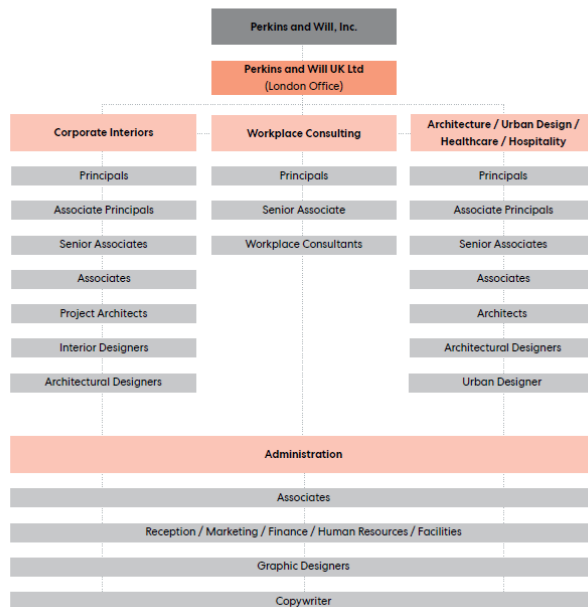 Perkins and Will, Inc.
Perkins and Will UK Ltd
(London Office)
Corporate Interiors
Principals
Associate Principals
Senior Associates
Associates
Project Architects
Interior Designers
Architectural Designers
Workplace Consulting
Principals
Senior Associate
Workplace Consultants
Architecture / Urban Design /
Healthcare / Hospitality
Principals
Associate Principals
Senior Associates
Associates
Architects
Architectural Designers
Urban Designer
Administration
Associates
Reception / Marketing / Finance / Human Resources / Facilities
Graphic Designers
Copywriter